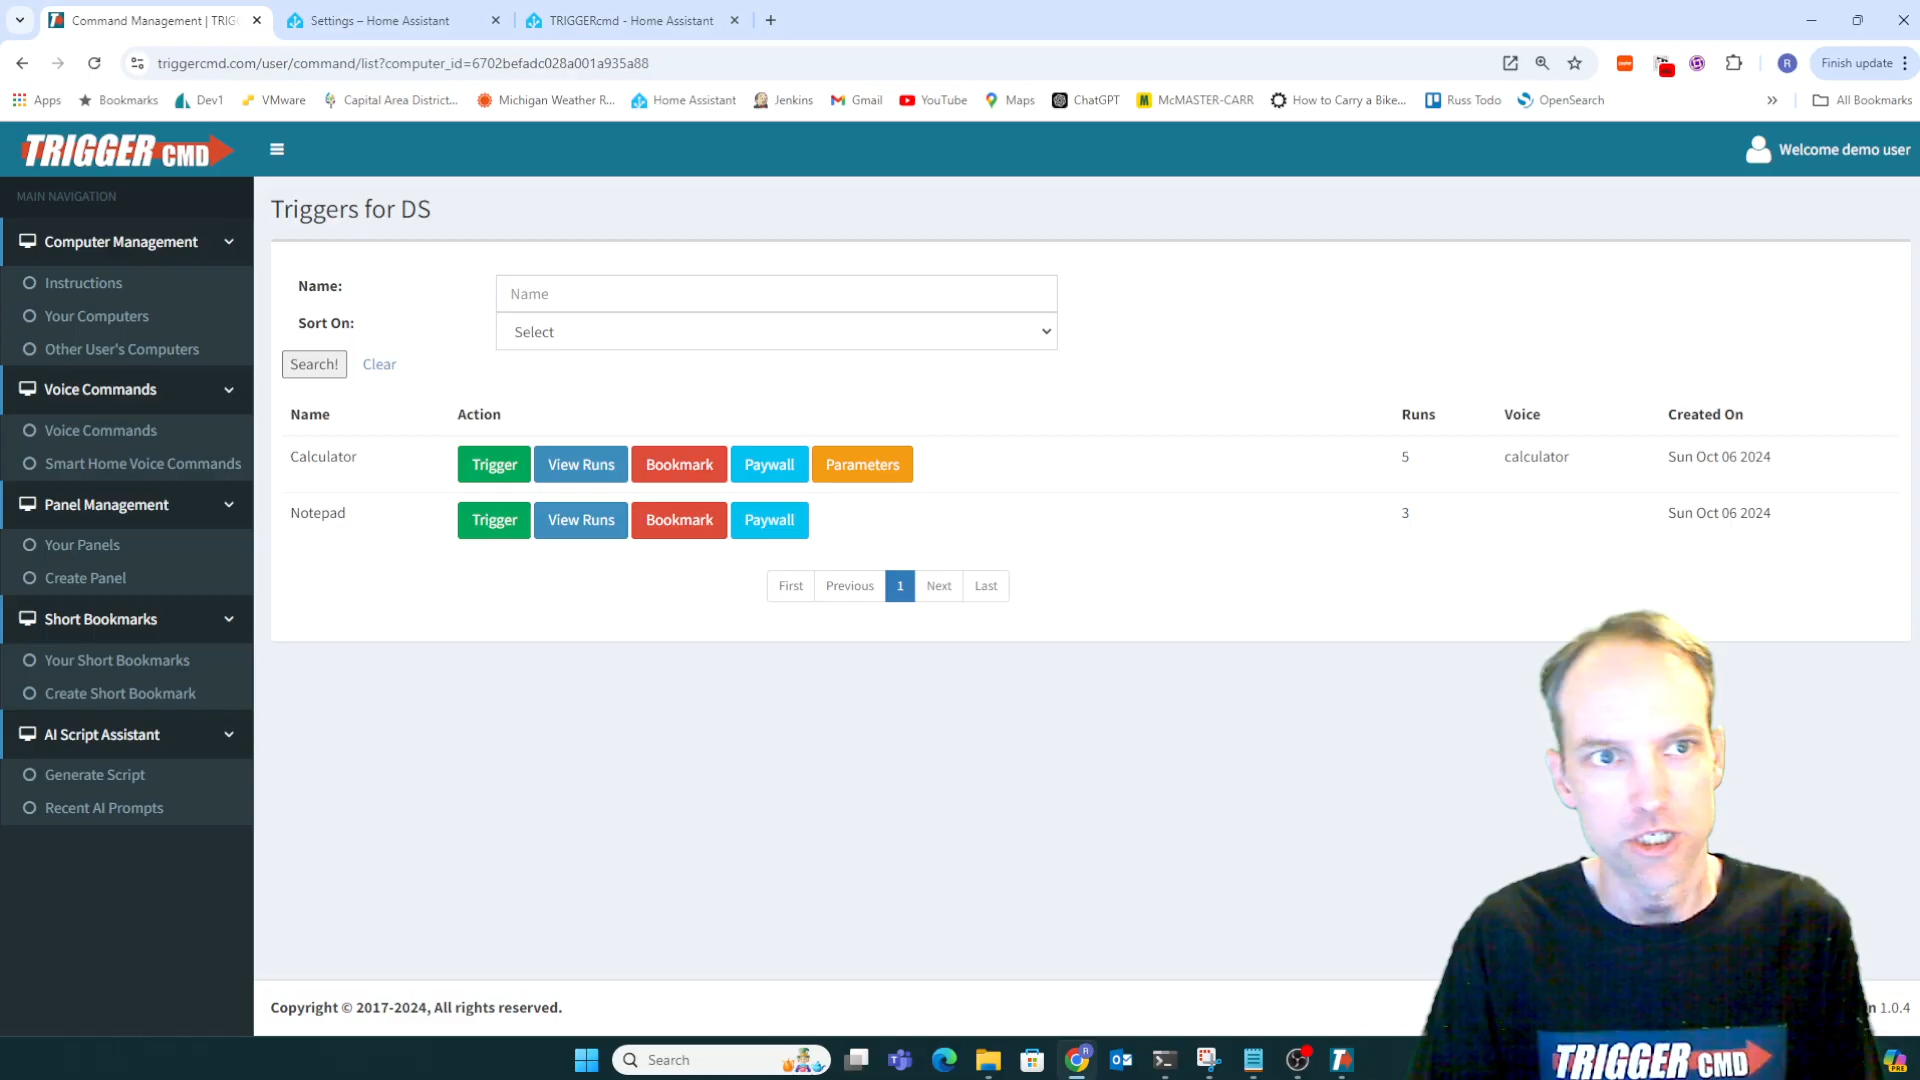 Command Management | TRIG
Settings – Home Assistant
TRIGGERcmd - Home Assistant
triggercmd.com/user/command/list?computer_id=6702befadc028a001a935a88
R
Finish update
Apps
Bookmarks
Dev1
VMware
Capital Area District...
Michigan Weather R...
Home Assistant
Jenkins
Gmail
YouTube
Maps
ChatGPT
McMASTER-CARR
How to Carry a Bike...
Russ Todo
OpenSearch
All Bookmarks
TRIGGER CMD
Welcome demo user
MAIN NAVIGATION
Computer Management
Instructions
Your Computers
Other User's Computers
Voice Commands
Voice Commands
Smart Home Voice Commands
Panel Management
Your Panels
Create Panel
Short Bookmarks
Your Short Bookmarks
Create Short Bookmark
AI Script Assistant
Generate Script
Recent AI Prompts
Triggers for DS
Name:
Name
Sort On:
Select
Search!
Clear
Name Action Runs Voice Created On
Calculator Trigger View Runs Bookmark Paywall Parameters 5 calculator Sun Oct 06 2024
Notepad Trigger View Runs Bookmark Paywall 3 Sun Oct 06 2024
First Previous 1 Next Last
Copyright © 2017-2024, All rights reserved.
n 1.0.4
TRIGGER CMD
Search
PRE